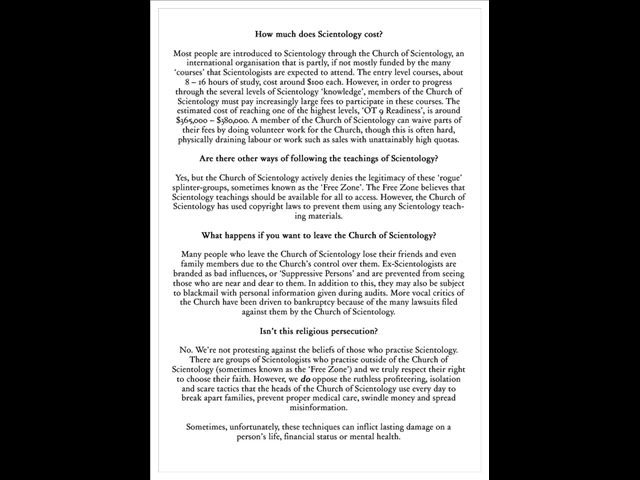 How much does Scientology cost?
Most people are introduced to Scientology through the Church of Scientology, an
international organisation that is partly, if not mostly funded by the many
‘courses’ that Scientologists are expected to attend. The entry level courses, about
8 – 16 hours of study, cost around $100 each. However, in order to progress
through the several levels of Scientology ‘knowledge’, members of the Church of
Scientology must pay increasingly large fees to participate in these courses. The
estimated cost of reaching one of the highest levels, ‘OT 9 Readiness’, is around
$365,000 – $380,000. A member of the Church of Scientology can waive parts of
their fees by doing volunteer work for the Church, though this is often hard,
physically draining labour or work such as sales with unattainably high quotas.
Are there other ways of following the teachings of Scientology?
Yes, but the Church of Scientology actively denies the legitimacy of these ‘rogue’
splinter-groups, sometimes known as the ‘Free Zone’. The Free Zone believes that
Scientology teachings should be available for all to access. However, the Church of
Scientology has used copyright laws to prevent them using any Scientology teach-
ing materials.
What happens if you want to leave the Church of Scientology?
Many people who leave the Church of Scientology lose their friends and even
family members due to the Church’s control over them. Ex-Scientologists are
branded as bad influences, or ‘Suppressive Persons’ and are prevented from seeing
those who are near and dear to them. In addition to this, they may also be subject
to blackmail with personal information given during audits. More vocal critics of
the Church have been driven to bankruptcy because of the many lawsuits filed
against them by the Church of Scientology.
Isn’t this religious persecution?
No. We’re not protesting against the beliefs of those who practise Scientology.
There are groups of Scientologists who practise outside of the Church of
Scientology (sometimes known as the ‘Free Zone’) and we truly respect their right
to choose their faith. However, we do oppose the ruthless profiteering, isolation
and scare tactics that the heads of the Church of Scientology use every day to
break apart families, prevent proper medical care, swindle money and spread
misinformation.
Sometimes, unfortunately, these techniques can inflict lasting damage on a
person’s life, financial status or mental health.